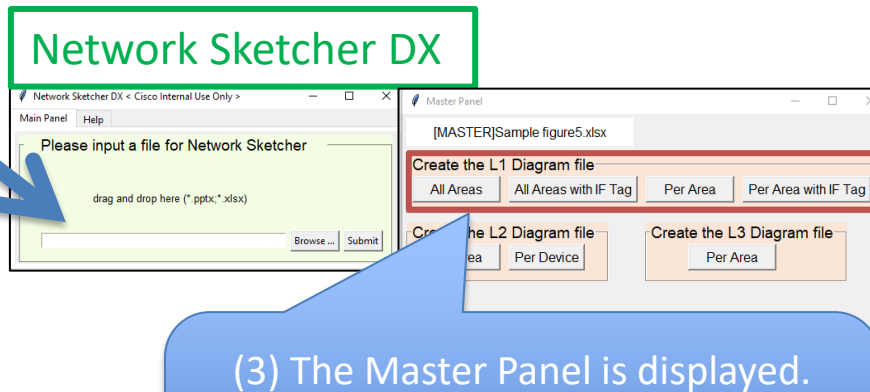 Network Sketcher DX
Network Sketcher DX < Cisco Internal Use Only >
Main Panel Help
Please input a file for Network Sketcher
drag and drop here (*.pptx;*.xlsx)
Browse ... Submit
Master Panel
[MASTER]Sample figure5.xlsx
Create the L1 Diagram file
All Areas All Areas with IF Tag Per Area Per Area with IF Tag
L2 Diagram file
Per Device
Create the L3 Diagram file
Per Area
(3) The Master Panel is displayed.